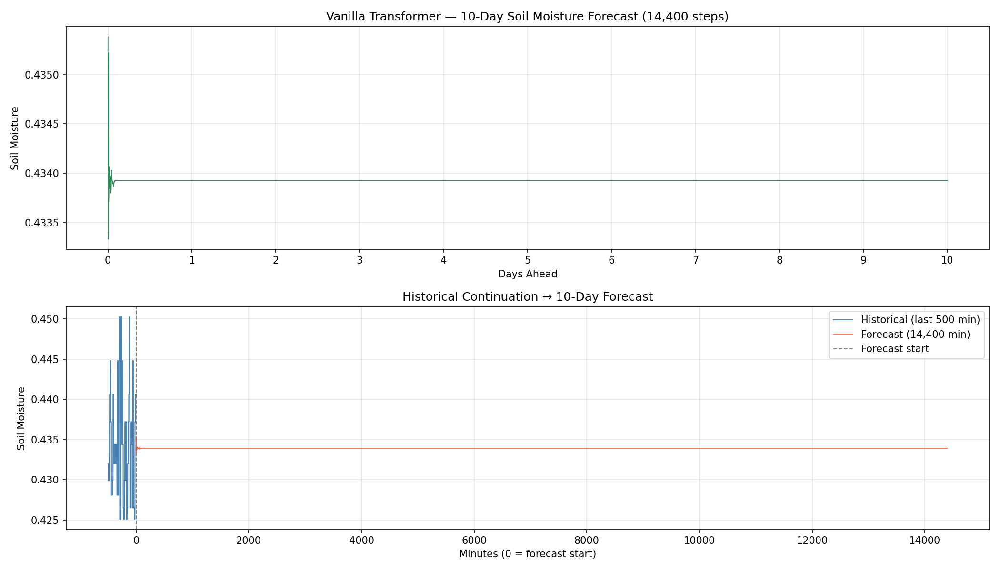 Vanilla Transformer — 10-Day Soil Moisture Forecast (14,400 steps)
Soil Moisture
0.4350
0.4345
0.4340
0.4335
0 1 2 3 4 5 6 7 8 9 10
Days Ahead
Historical Continuation → 10-Day Forecast
Soil Moisture
0.450
0.445
0.440
0.435
0.430
0.425
Historical (last 500 min)
Forecast (14,400 min)
Forecast start
0 2000 4000 6000 8000 10000 12000 14000
Minutes (0 = forecast start)